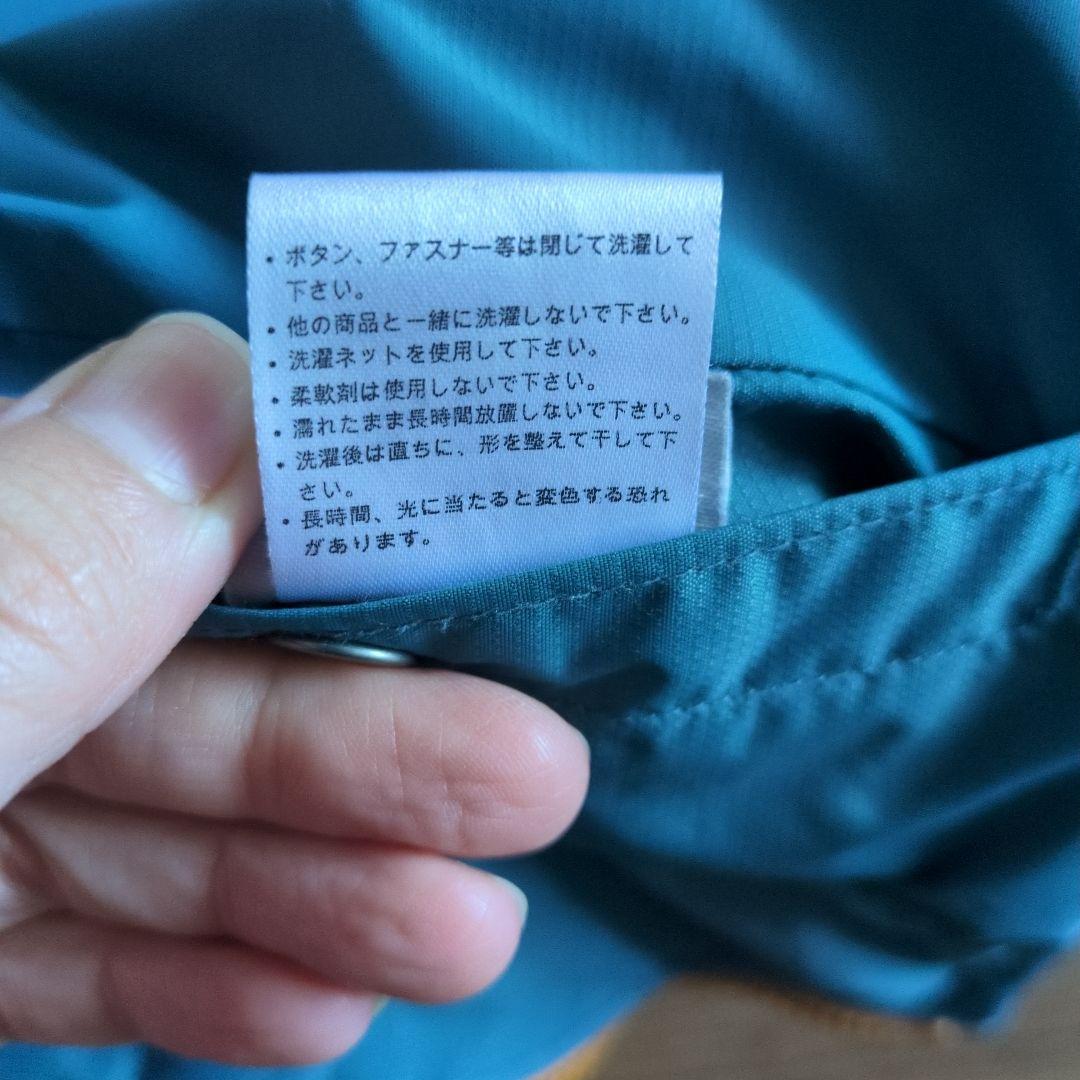 ・ボタン、ファスナー等は閉じて洗濯して
下さい。
・他の商品と一緒に洗濯しないで下さい。
・洗濯ネットを使用して下さい。
・柔軟剤は使用しないで下さい。
・濡れたまま長時間放置しないで下さい。
・洗濯後は直ちに、形を整えて干して下
さい。
・長時間、光に当たると変色する恐れ
があります。